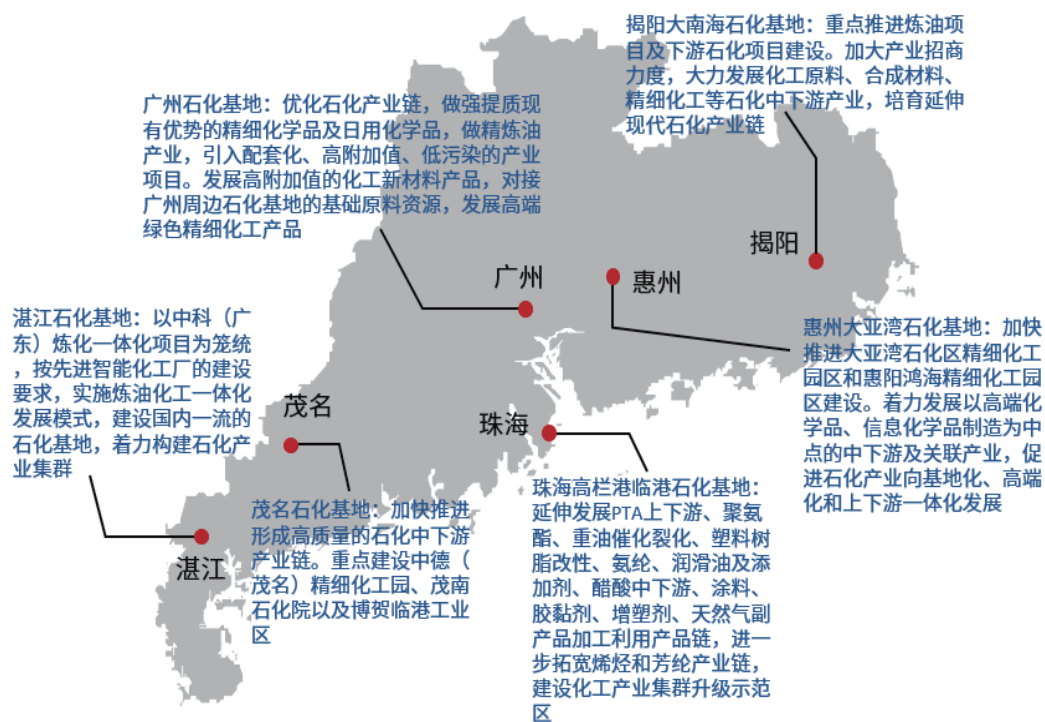 揭阳大南海石化基地：重点推进炼油项
目及下游石化项目建设。加大产业招商
力度，大力发展化工原料、合成材料、
精细化工等石化中下游产业，培育延伸
现代石化产业链
广州石化基地：优化石化产业链，做强提质现
有优势的精细化学品及日用化学品，做精炼油
产业，引入配套化、高附加值、低污染的产业
项目。发展高附加值的化工新材料产品，对接
广州周边石化基地的基础原料资源，发展高端
绿色精细化工产品
揭阳
广州
惠州
湛江石化基地：以中科（广
东）炼化一体化项目为笼统
，按先进智能化工厂的建设
要求，实施炼油化工一体化
发展模式，建设国内一流的
石化基地，着力构建石化产
业集群
惠州大亚湾石化基地：加快
推进大亚湾石化区精细化工
园区和惠阳鸿海精细化工园
区建设。着力发展以高端化
学品、信息化学品制造为中
点的中下游及关联产业，促
进石化产业向基地化、高端
化和上下游一体化发展
茂名
珠海
茂名石化基地：加快推进
形成高质量的石化中下游
产业链。重点建设中德（
茂名）精细化工园、茂南
石化院以及博贺临港工业
区
珠海高栏港临港石化基地：
延伸发展PTA上下游、聚氨
酯、重油催化裂化、塑料树
脂改性、氨纶、润滑油及添
加剂、醋酸中下游、涂料、
胶黏剂、增塑剂、天然气副
产品加工利用产品链，进一
步拓宽烯烃和芳纶产业链，
建设化工产业集群升级示范
区
湛江